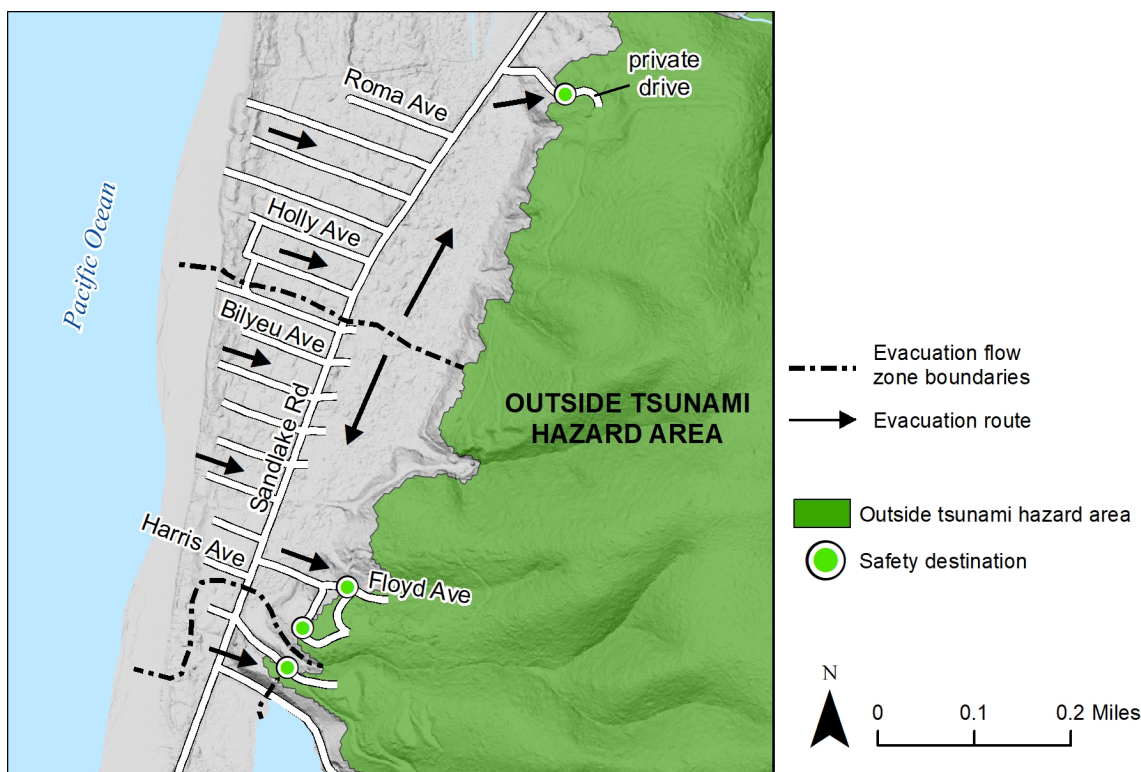 private
drive
Roma Ave
Pacific Ocean
Holly Ave
Bilyeu Ave
Sandlake Rd
OUTSIDE TSUNAMI
HAZARD AREA
Harris Ave
Floyd Ave
Evacuation flow
zone boundaries
Evacuation route
Outside tsunami hazard area
Safety destination
N
0 0.1 0.2 Miles